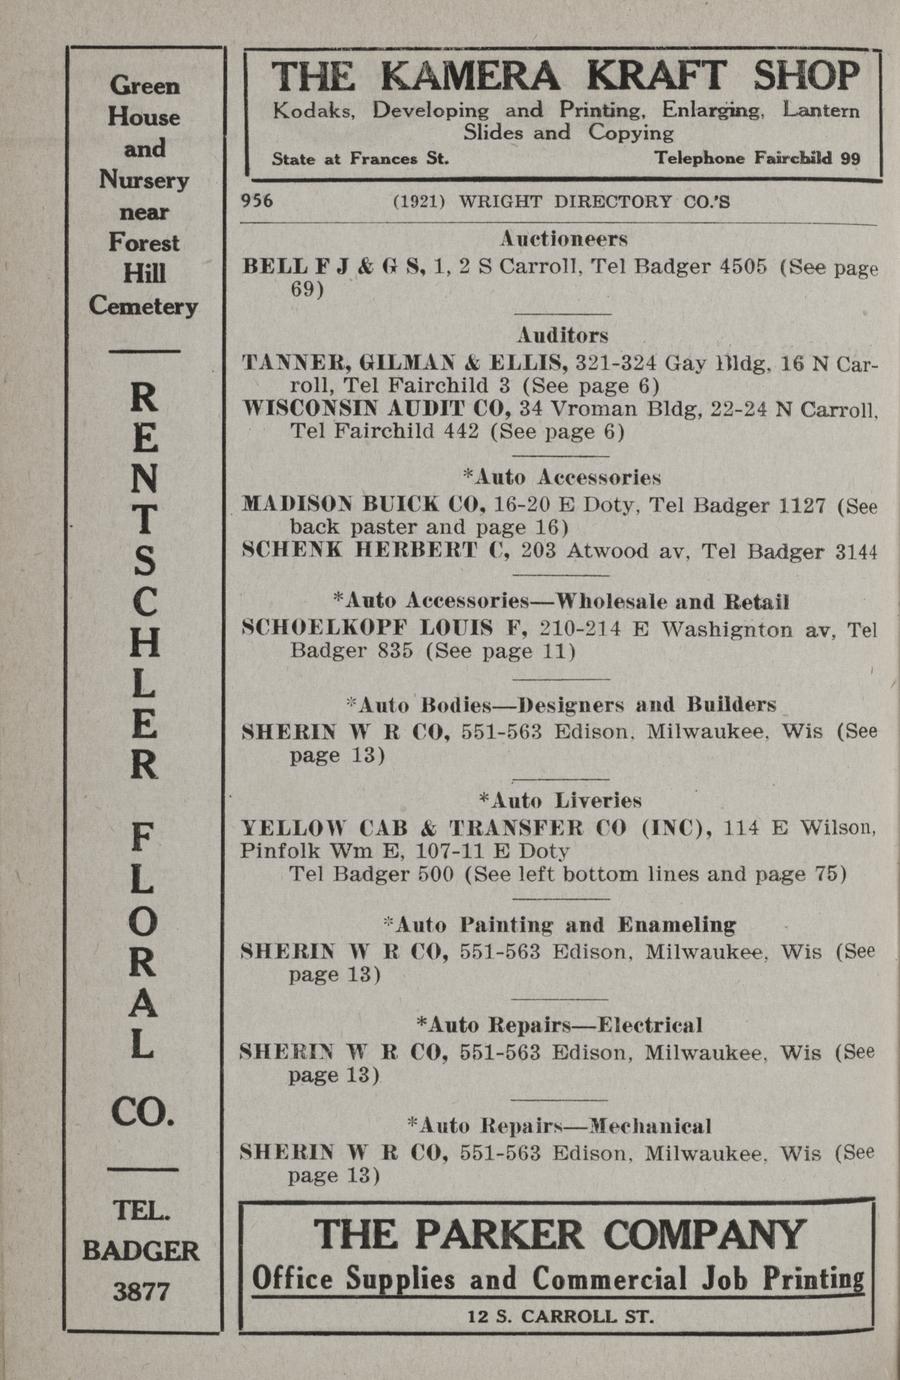 Green
House
and
Nursery
near
Forest
Hill
Cemetery
R
E
N
T
S
C
H
L
E
R
F
L
O
R
A
L
CO.
TEL.
BADGER
3877
THE KAMERA KRAFT SHOP
Kodaks, Developing and Printing, Enlarging, Lantern
Slides and Copying
State at Frances St. Telephone Fairchild 99
956 (1921) WRIGHT DIRECTORY CO.'S
Auctioneers
BELL F J & G S, 1, 2 S Carroll, Tel Badger 4505 (See page
69)
Auditors
TANNER, GILMAN & ELLIS, 321-324 Gay Bldg, 16 N Car-
roll, Tel Fairchild 3 (See page 6)
WISCONSIN AUDIT CO, 34 Vroman Bldg, 22-24 N Carroll,
Tel Fairchild 442 (See page 6)
*Auto Accessories
MADISON BUICK CO, 16-20 E Doty, Tel Badger 1127 (See
back paster and page 16)
SCHENK HERBERT C, 203 Atwood av, Tel Badger 3144
*Auto Accessories—Wholesale and Retail
SCHOELKOPF LOUIS F, 210-214 E Washignton av, Tel
Badger 835 (See page 11)
*Auto Bodies—Designers and Builders
SHERIN W R CO, 551-563 Edison, Milwaukee, Wis (See
page 13)
*Auto Liveries
YELLOW CAB & TRANSFER CO (INC), 114 E Wilson,
Pinfolk Wm E, 107-11 E Doty
Tel Badger 500 (See left bottom lines and page 75)
*Auto Painting and Enameling
SHERIN W R CO, 551-563 Edison, Milwaukee, Wis (See
page 13)
*Auto Repairs—Electrical
SHERIN W R CO, 551-563 Edison, Milwaukee, Wis (See
page 13)
*Auto Repairs—Mechanical
SHERIN W R CO, 551-563 Edison, Milwaukee, Wis (See
page 13)
THE PARKER COMPANY
Office Supplies and Commercial Job Printing
12 S. CARROLL ST.